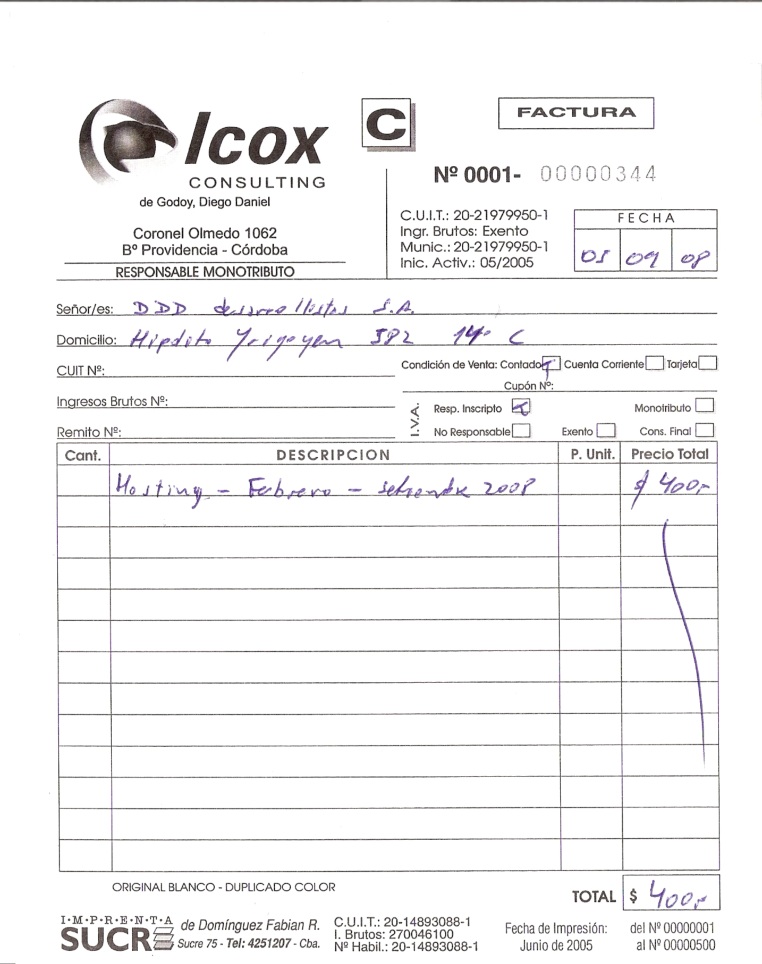 Icox
CONSULTING
de Godoy, Diego Daniel
Coronel Olmedo 1062
Bº Providencia - Córdoba
RESPONSABLE MONOTRIBUTO
C
FACTURA
Nº 0001- 00000344
C.U.I.T.: 20-21979950-1
Ingr. Brutos: Exento
Munic.: 20-21979950-1
Inic. Activ.: 05/2005
FECHA
05 09 08
Señor/es: DDD desarrollistas S.A.
Domicilio: Hipólito Yrigoyen 582 14º C
CUIT Nº:
Condición de Venta: Contado Cuenta Corriente Tarjeta
Cupón Nº:
Ingresos Brutos Nº:
I.V.A. Resp. Inscripto Monotributo
Remito Nº:
No Responsable Exento Cons. Final
Cant. DESCRIPCION P. Unit. Precio Total
Hosting - Febrero - setiembre 2008 $ 400,-
ORIGINAL BLANCO - DUPLICADO COLOR
TOTAL $ 400,-
I·M·P·R·E·N·T·A
SUCRE
de Domínguez Fabian R.
Sucre 75 - Tel: 4251207 - Cba.
C.U.I.T.: 20-14893088-1
I. Brutos: 270046100
Nº Habil.: 20-14893088-1
Fecha de Impresión:
Junio de 2005
del Nº 00000001
al Nº 00000500